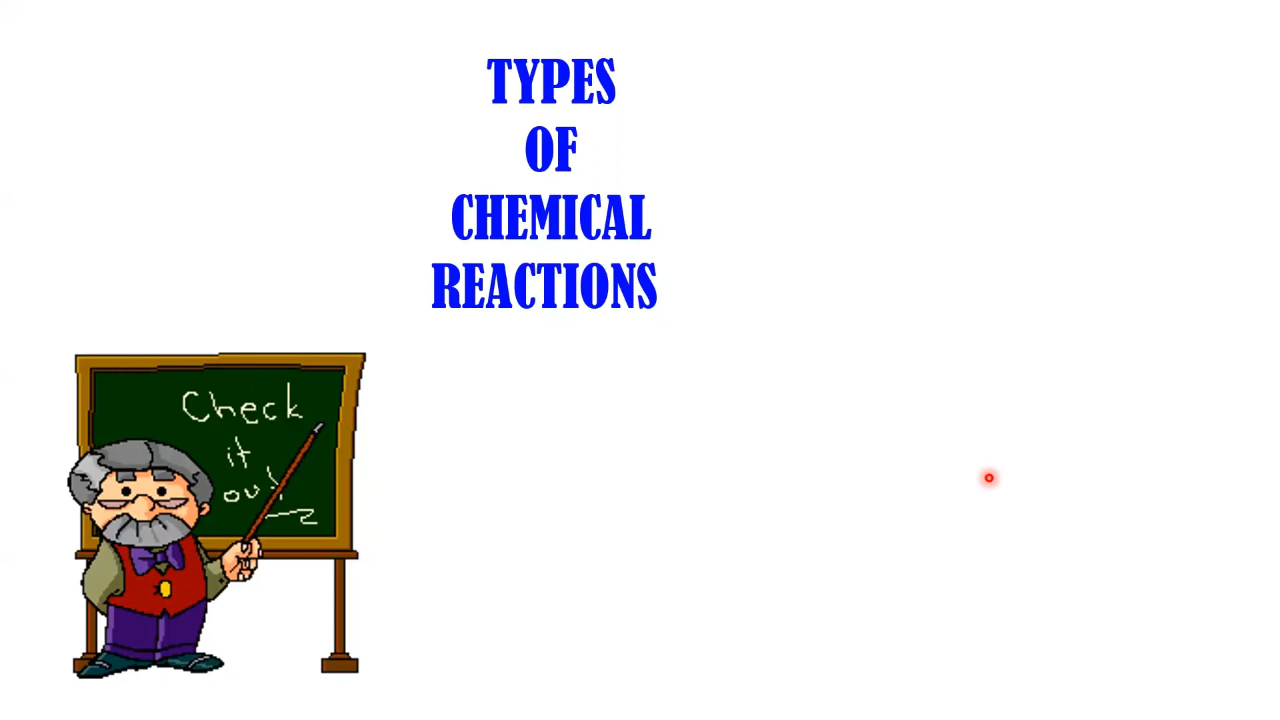 TYPES
OF
CHEMICAL
REACTIONS
Check
it
out!